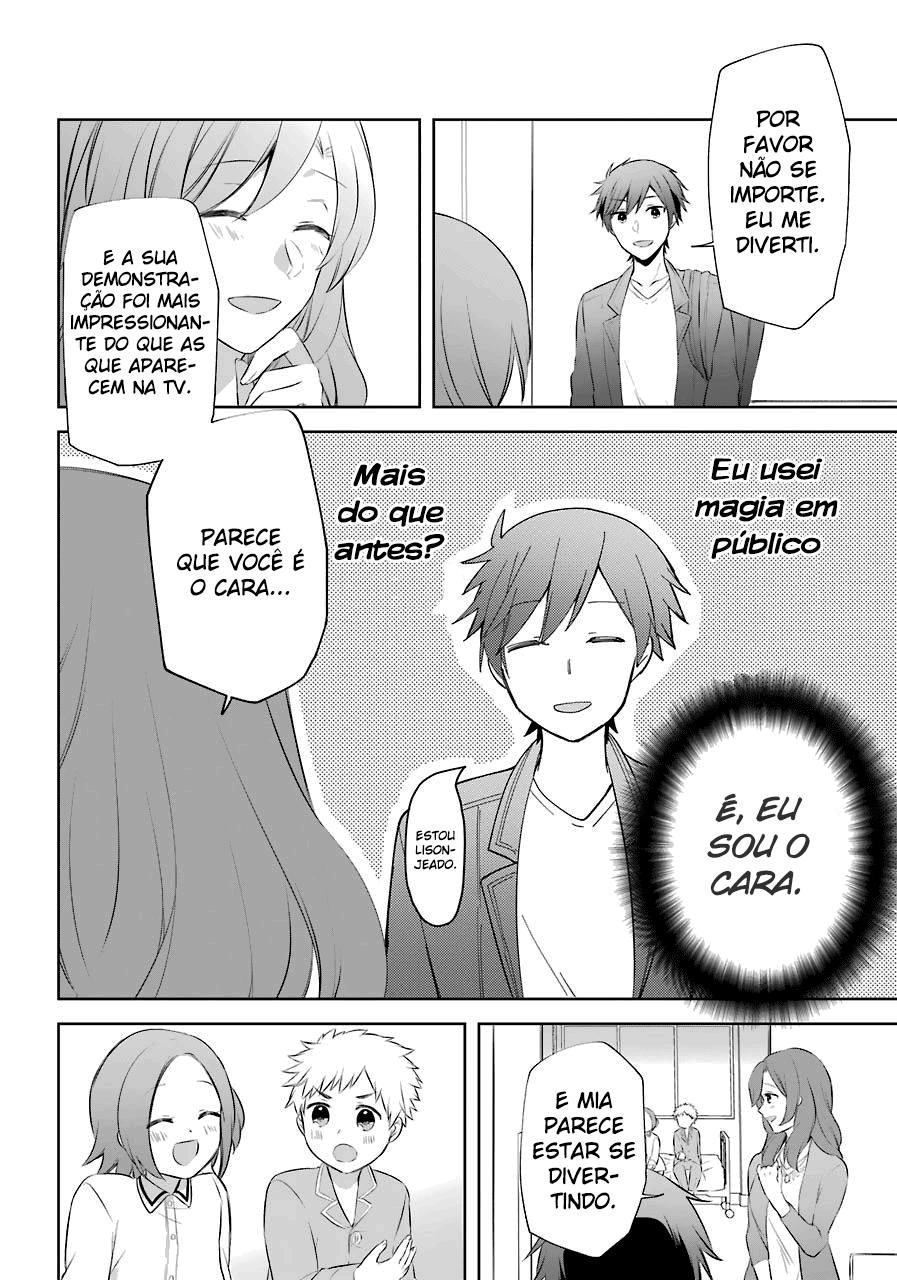 POR
FAVOR
NÃO SE
IMPORTE.
EU ME
DIVERTI.
E A SUA
DEMONSTRA-
ÇÃO FOI MAIS
IMPRESSIONAN-
TE DO QUE AS
QUE APARE-
CEM NA TV.
Eu usei
magia em
público
Mais
do que
antes?
PARECE
QUE VOCÊ É
O CARA...
É, EU
SOU O
CARA.
ESTOU
LISON-
JEADO.
E MIA
PARECE
ESTAR SE
DIVER-
TINDO.